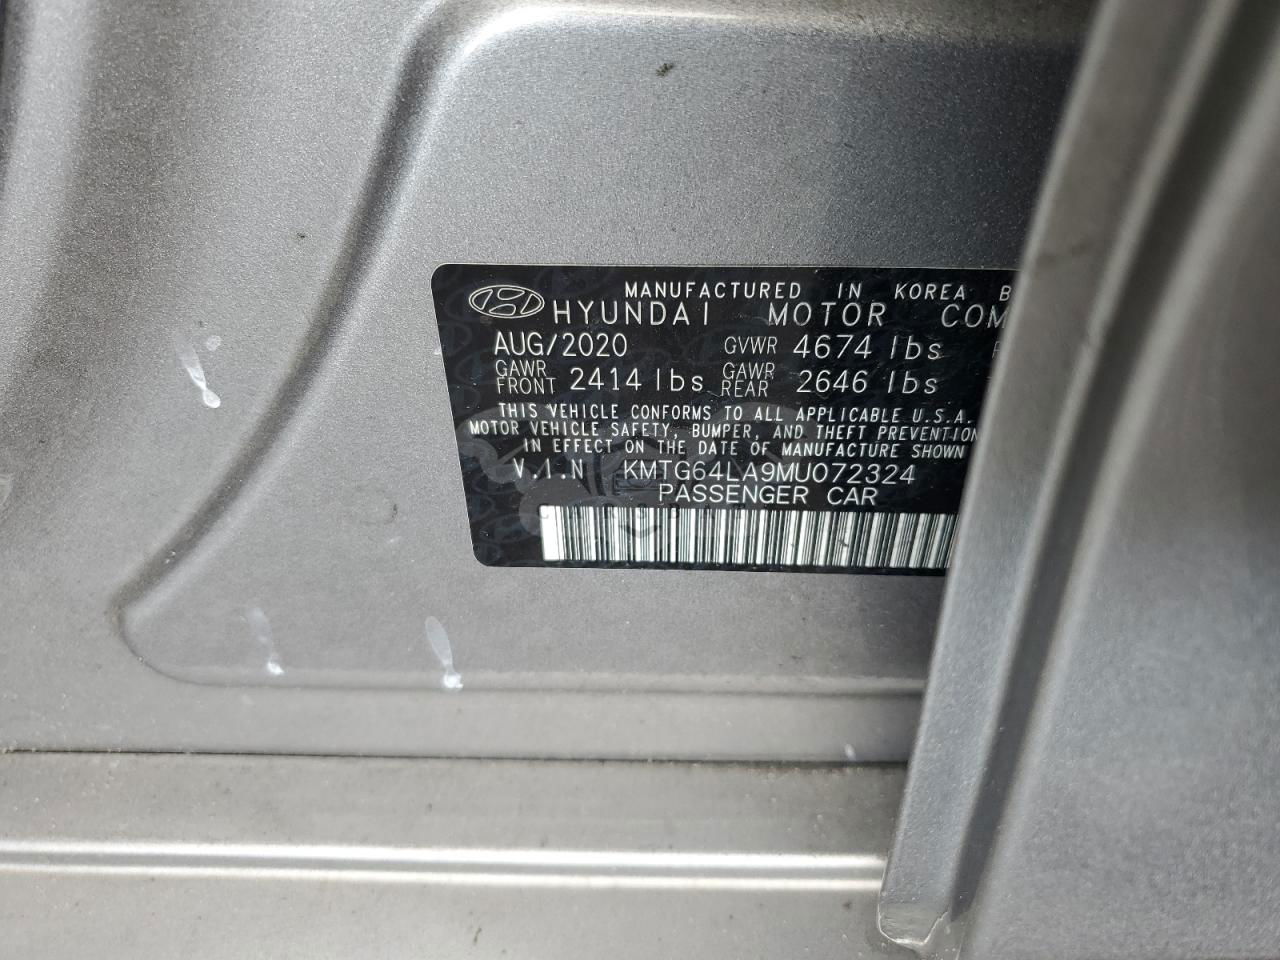 MANUFACTURED IN KOREA B
HYUNDAI MOTOR COM
AUG/2020 GVWR 4674 lbs
GAWR FRONT 2414 lbs GAWR REAR 2646 lbs
THIS VEHICLE CONFORMS TO ALL APPLICABLE U.S.A.
MOTOR VEHICLE SAFETY, BUMPER, AND THEFT PREVENTION
IN EFFECT ON THE DATE OF MANUFACTURE SHOWN
V.I.N KMTG64LA9MU072324
PASSENGER CAR